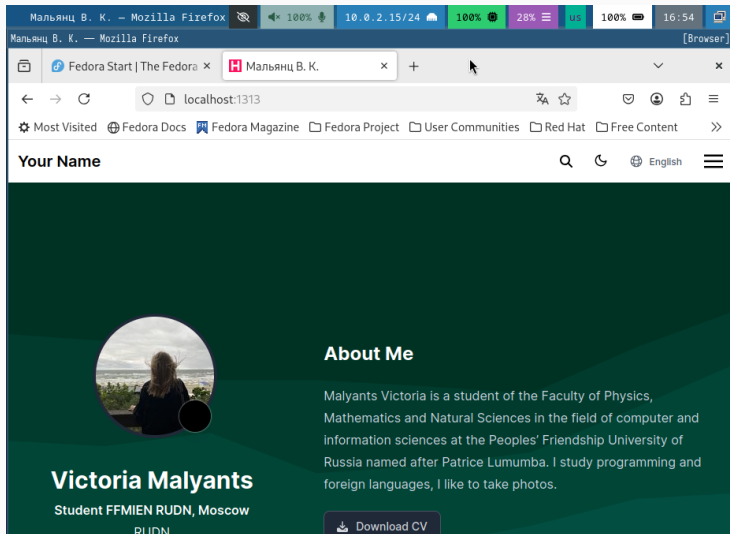 Мальянц В. К. — Mozilla Firefox 100% 10.0.2.15/24 100% 28% us 100% 16:54
Мальянц В. К. — Mozilla Firefox [Browser]
Fedora Start | The Fedora × Мальянц В. К. × + ×
localhost:1313
Most Visited Fedora Docs Fedora Magazine Fedora Project User Communities Red Hat Free Content
Your Name English
About Me
Malyants Victoria is a student of the Faculty of Physics,
Mathematics and Natural Sciences in the field of computer and
information sciences at the Peoples’ Friendship University of
Russia named after Patrice Lumumba. I study programming and
foreign languages, I like to take photos.
Download CV
Victoria Malyants
Student FFMIEN RUDN, Moscow
RUDN